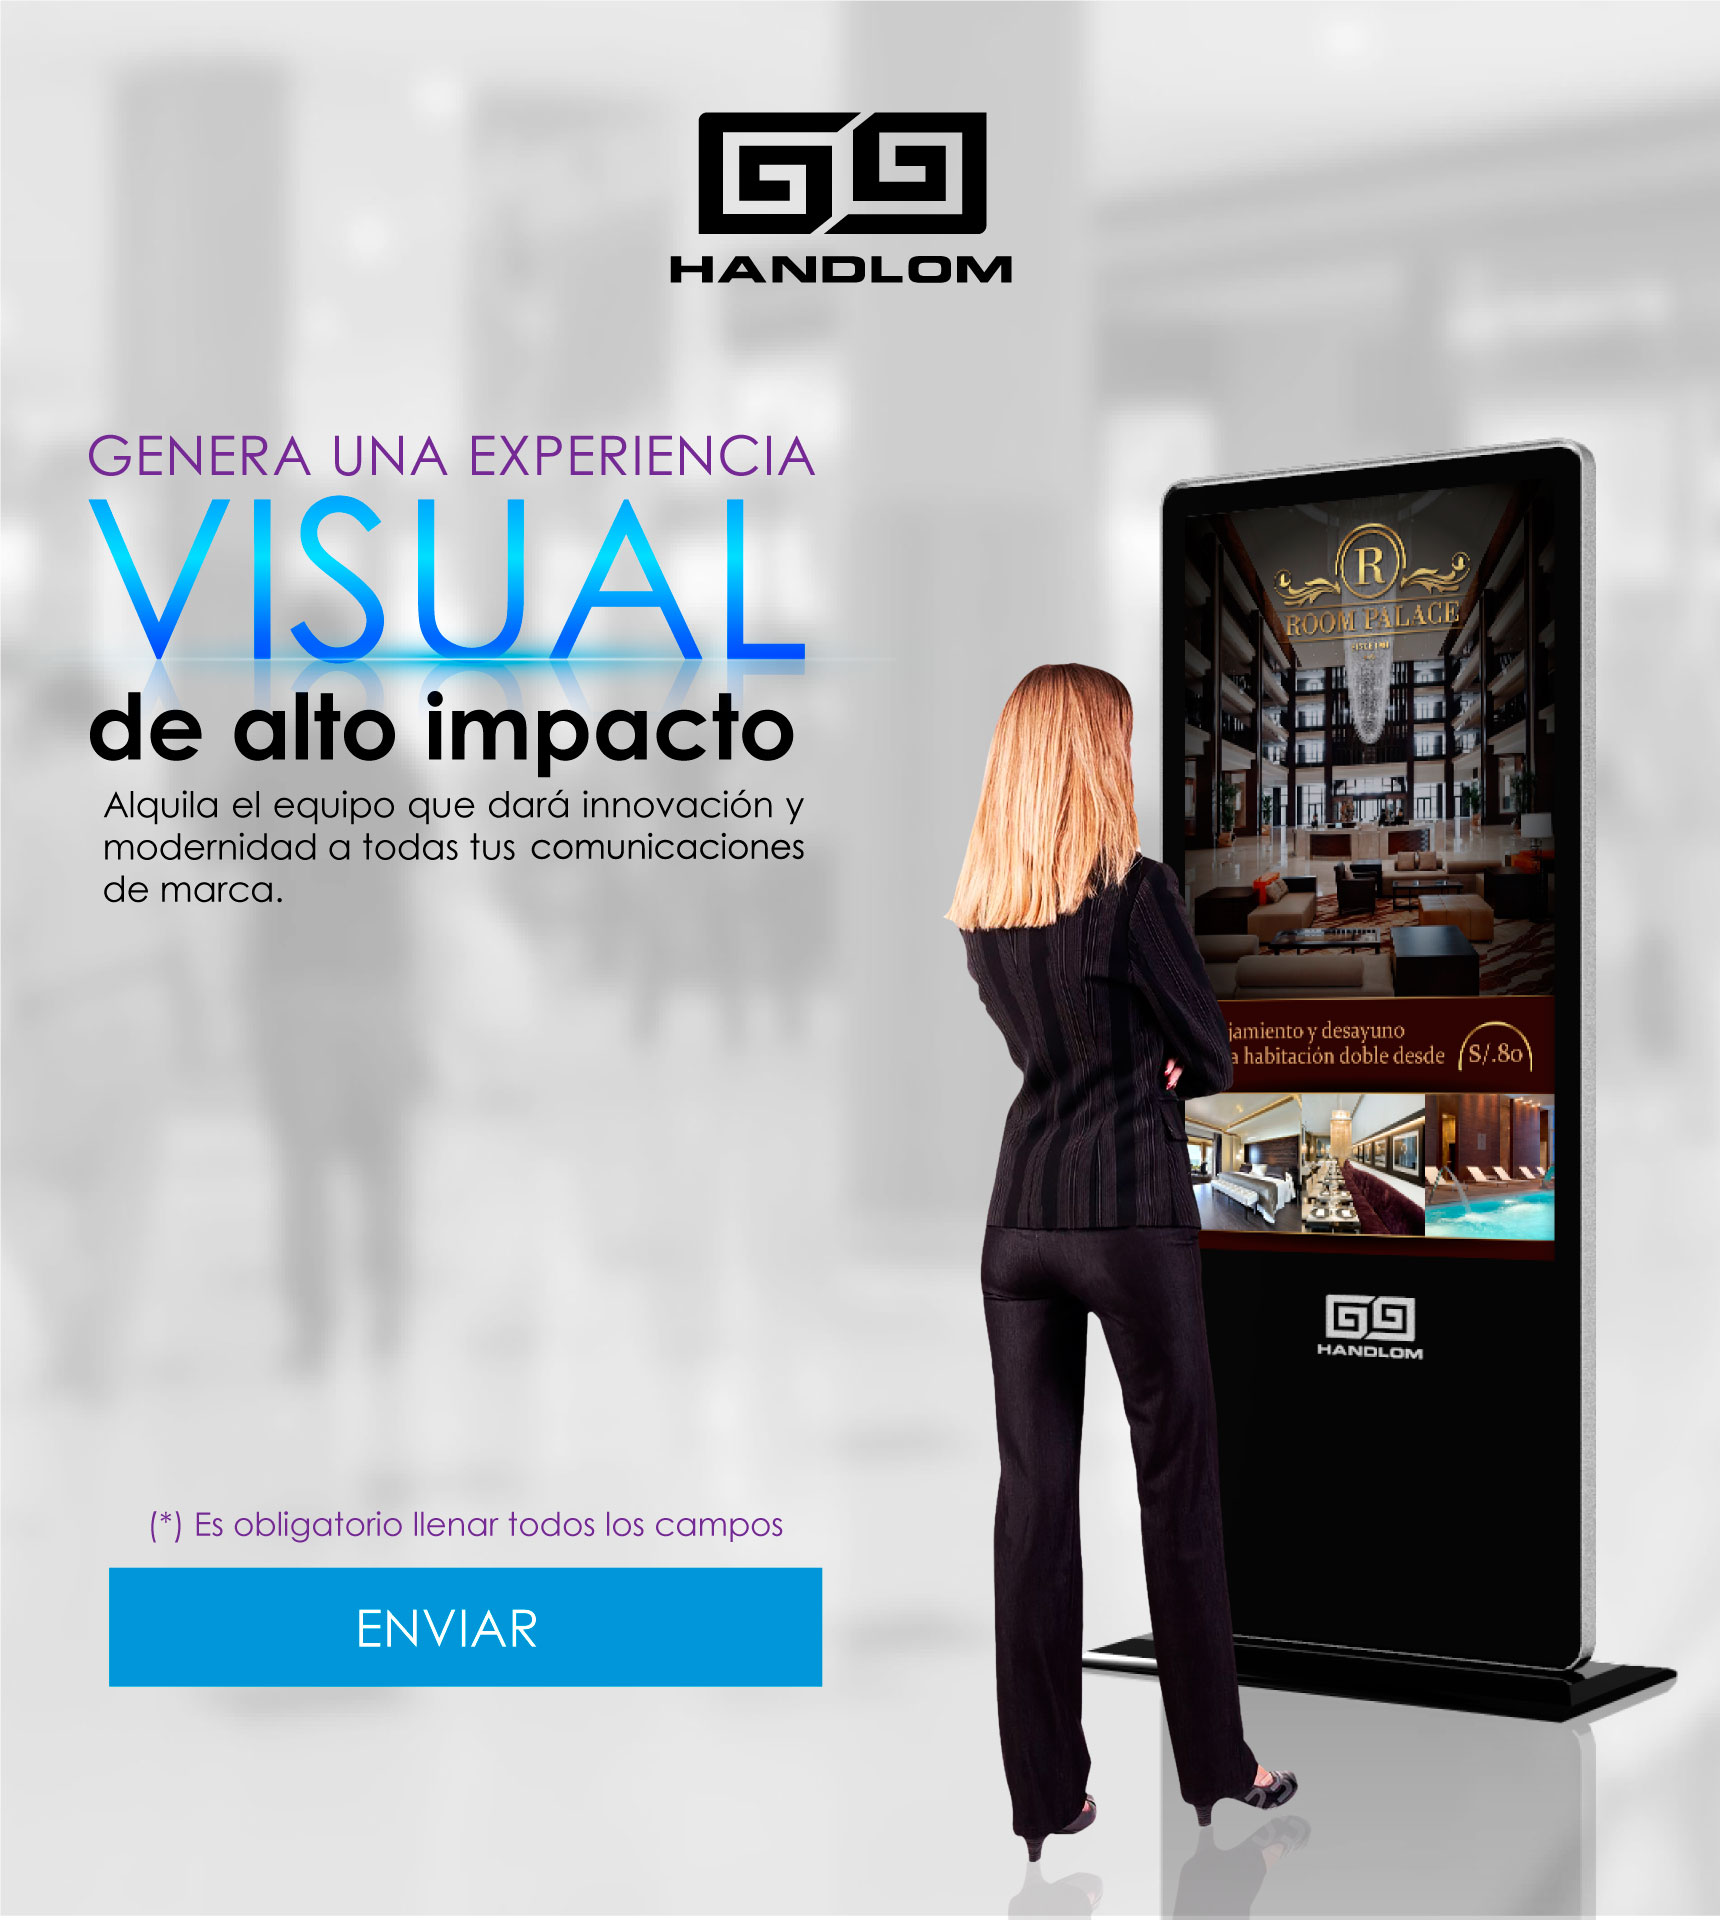 HANDLOM
GENERA UNA EXPERIENCIA
VISUAL
de alto impacto
Alquila el equipo que dará innovación y
modernidad a todas tus comunicaciones
de marca.
R
ROOM PALACE
jamiento y desayuno
a habitación doble desde
S/.80
HANDLOM
(*) Es obligatorio llenar todos los campos
ENVIAR